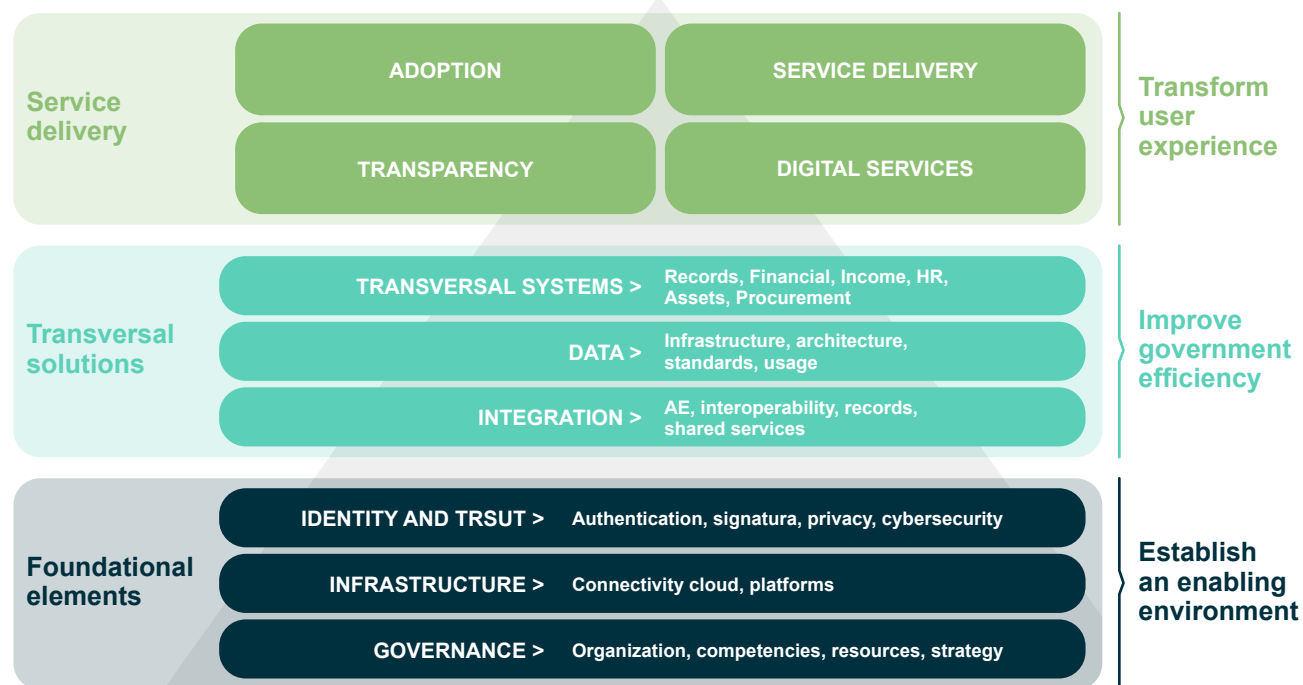 Service
delivery
ADOPTION
SERVICE DELIVERY
TRANSPARENCY
DIGITAL SERVICES
Transform
user
experience
Transversal
solutions
TRANSVERSAL SYSTEMS >
Records, Financial, Income, HR,
Assets, Procurement
DATA >
Infrastructure, architecture,
standards, usage
INTEGRATION >
AE, interoperability, records,
shared services
Improve
government
efficiency
Foundational
elements
IDENTITY AND TRSUT >
Authentication, signatura, privacy, cybersecurity
INFRASTRUCTURE >
Connectivity cloud, platforms
GOVERNANCE >
Organization, competencies, resources, strategy
Establish
an enabling
environment